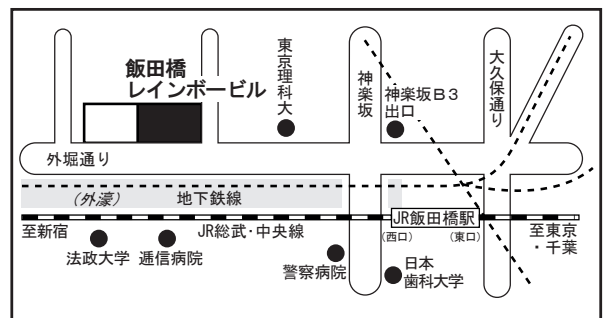 飯田橋
レインボービル
東京理科大
神楽坂
神楽坂B3
出口
大久保通り
外堀通り
(外濠)
地下鉄線
JR飯田橋駅
(西口)
(東口)
至新宿
JR総武・中央線
至東京
・千葉
法政大学
逓信病院
警察病院
日本
歯科大学